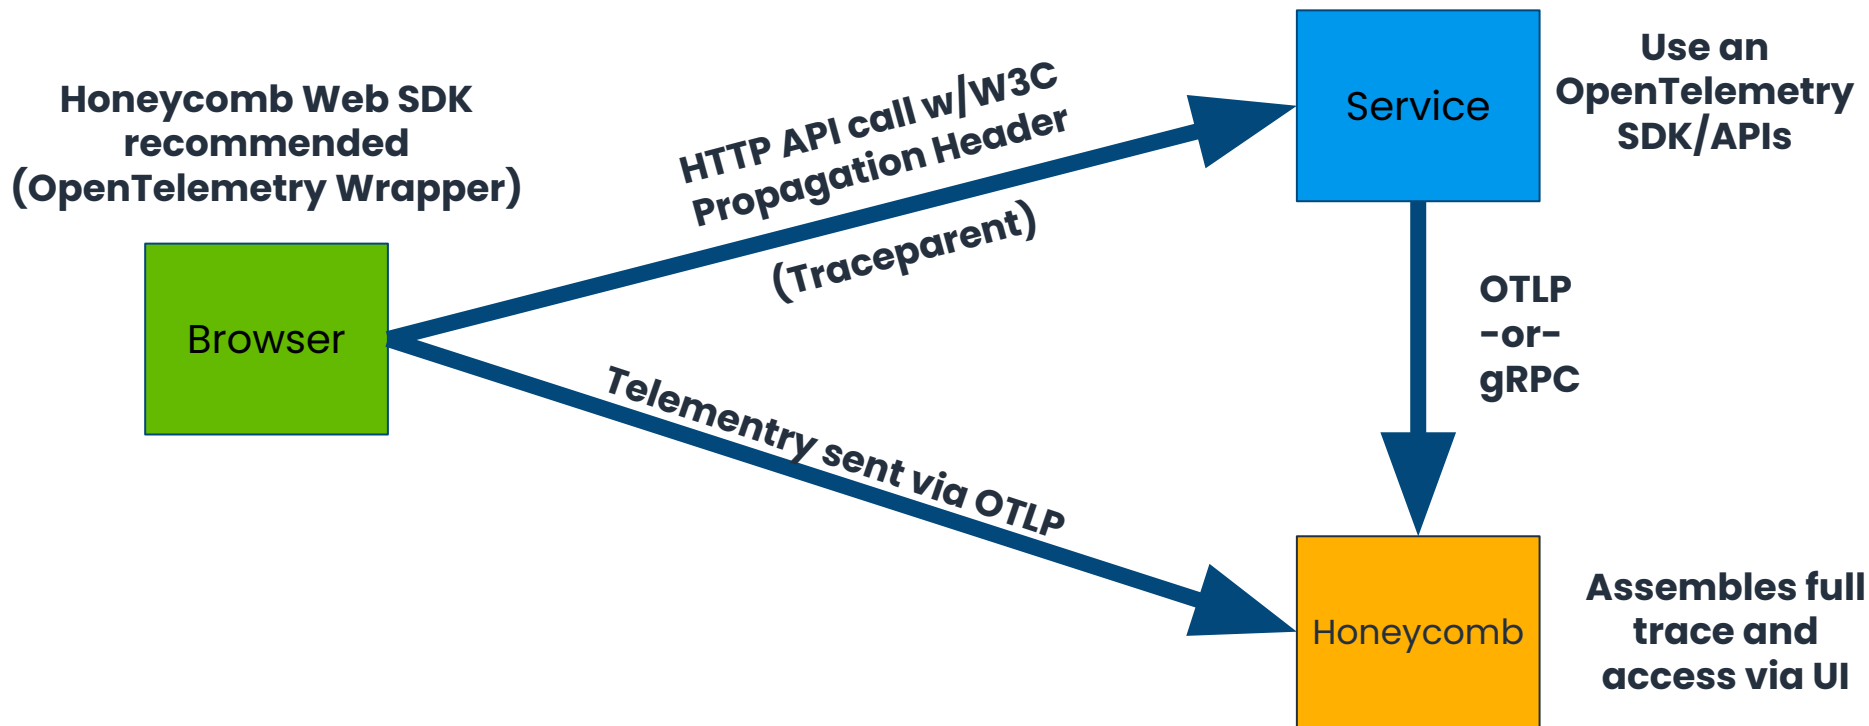 Honeycomb Web SDK
recommended
(OpenTelemetry Wrapper)
Browser
HTTP API call w/W3C
Propagation Header
(Traceparent)
Telementry sent via OTLP
Service
Use an
OpenTelemetry
SDK/APIs
OTLP
-or-
gRPC
Honeycomb
Assembles full
trace and
access via UI